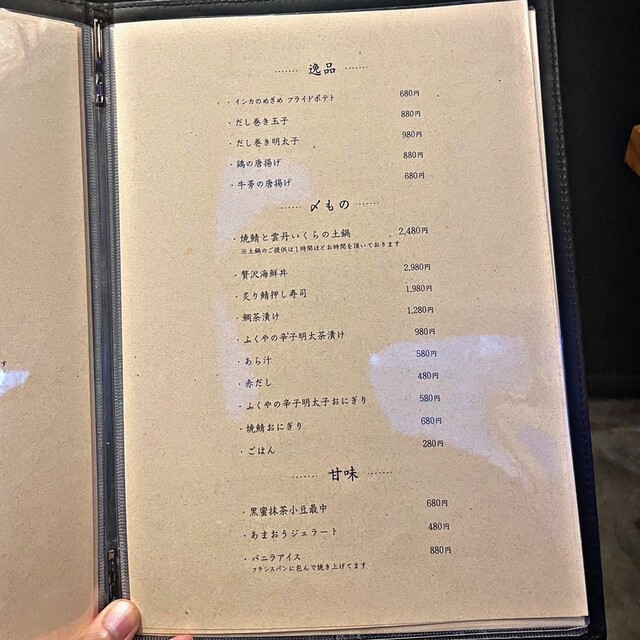 逸品
・インカのめざめ フライドポテト 680円
・だし巻き玉子 880円
・だし巻き明太子 980円
・鶏の唐揚げ 880円
・牛蒡の唐揚げ 680円
〆もの
・焼鯖と雲丹いくらの土鍋 2,480円
※土鍋のご提供は1時間ほどお時間を頂いております
・贅沢海鮮丼 2,980円
・炙り鯖押し寿司 1,980円
・鯛茶漬け 1,280円
・ふくやの辛子明太茶漬け 980円
・あら汁 580円
・赤だし 480円
・ふくやの辛子明太子おにぎり 580円
・焼鯖おにぎり 680円
・ごはん 280円
甘味
・黒蜜抹茶小豆最中 680円
・あまおうジェラート 480円
・バニラアイス 880円
フランスパンに包んで焼き上げてます